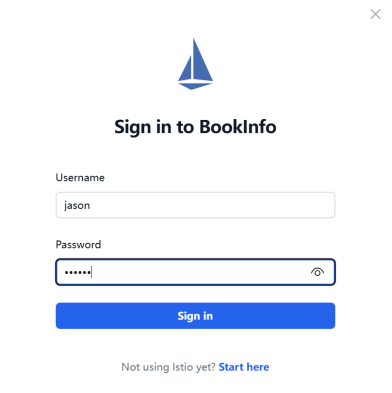 Sign in to BookInfo
Username
jason
Password
••••••
Sign in
Not using Istio yet? Start here